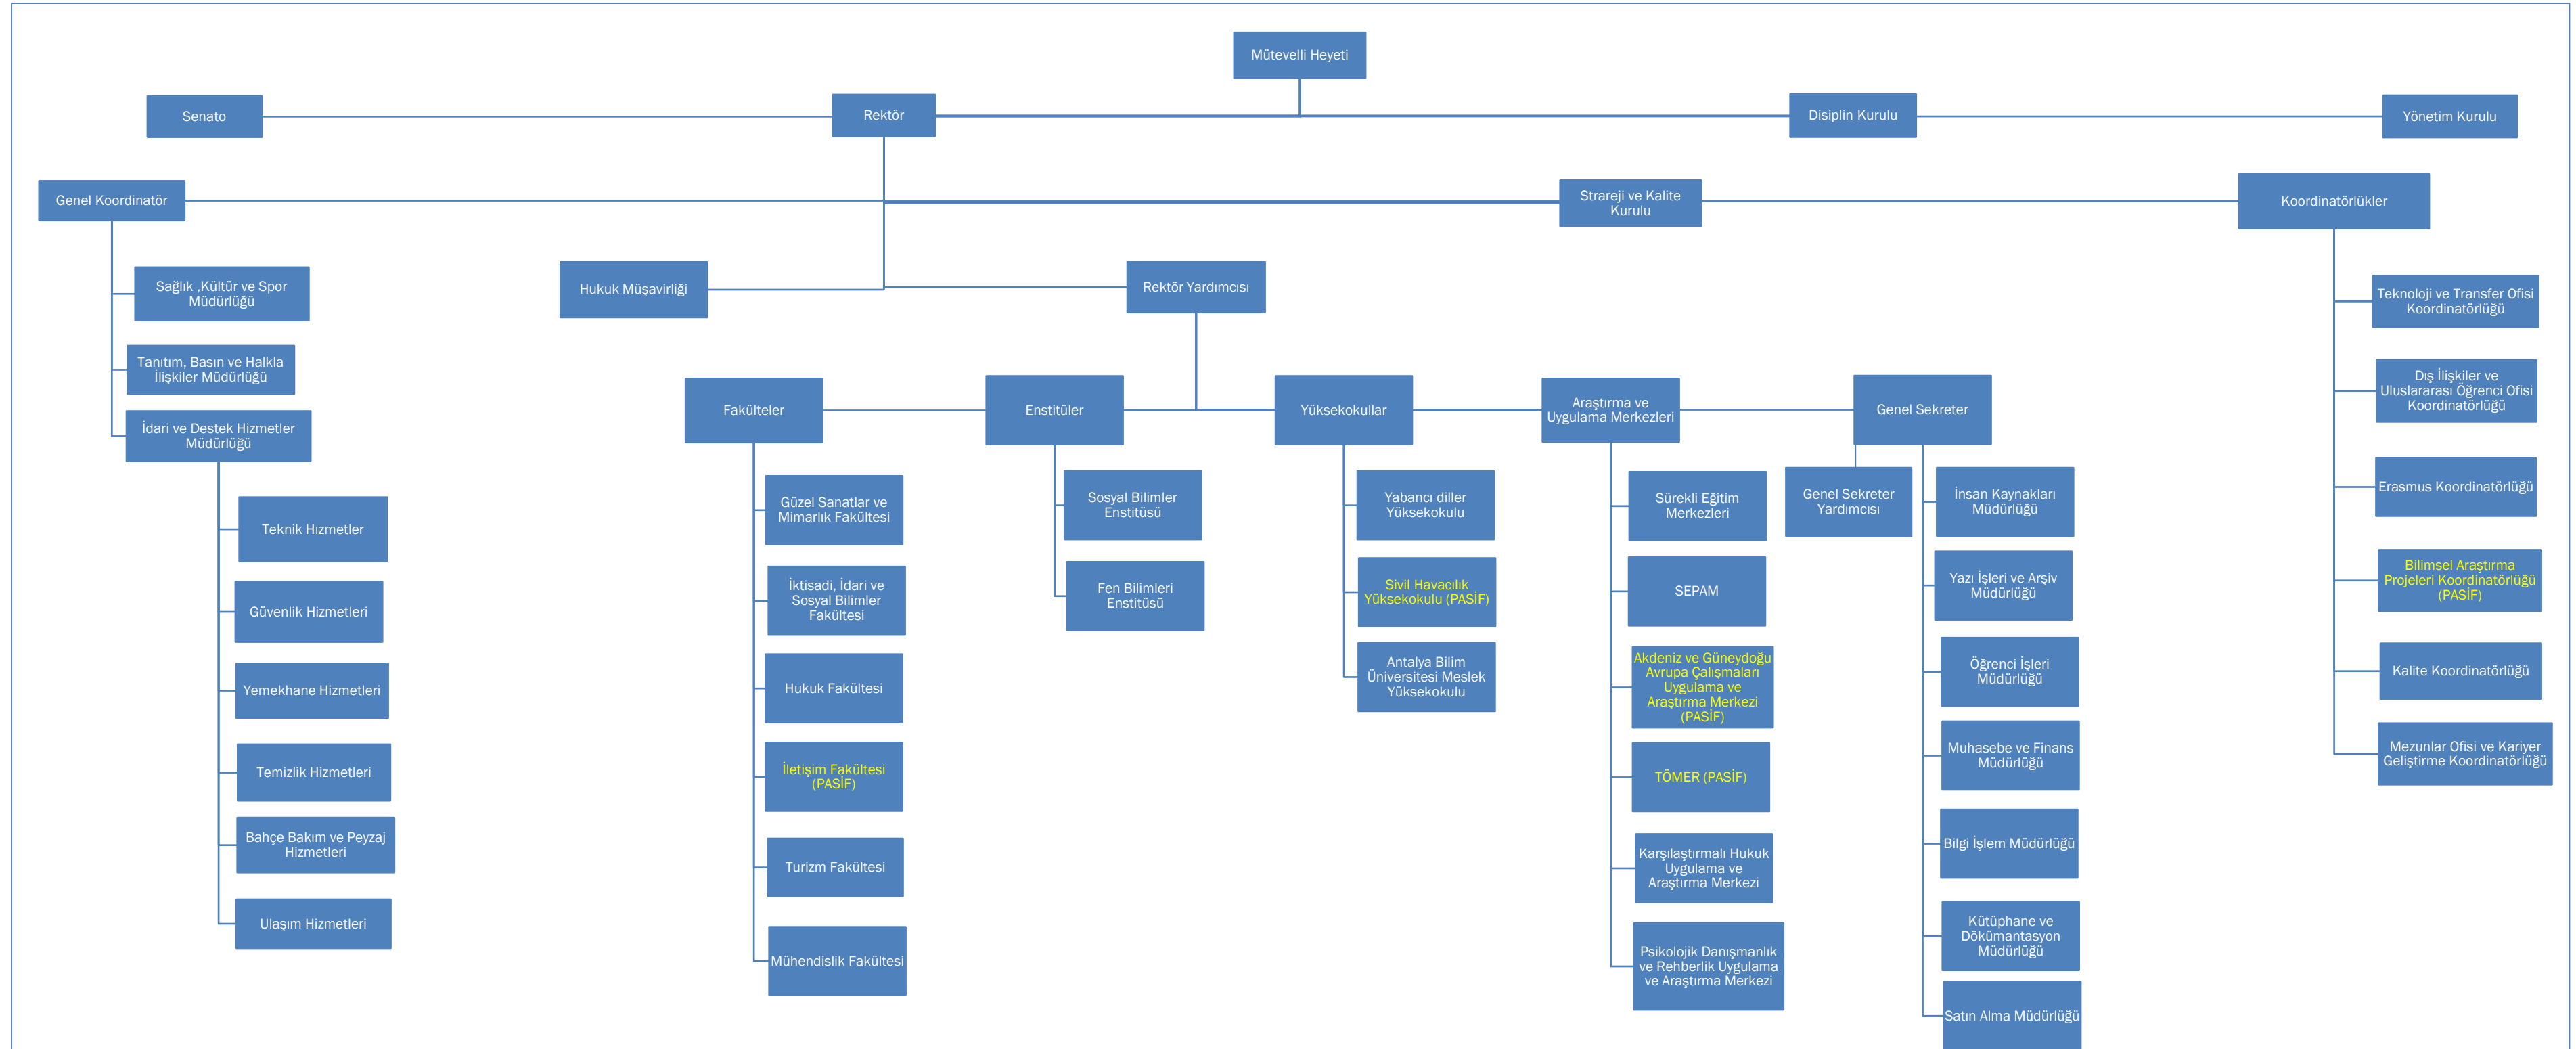 Mütevelli Heyeti
Senato
Rektör
Disiplin Kurulu
Yönetim Kurulu
Genel Koordinatör
Strareji ve Kalite
Kurulu
Koordinatörlükler
Hukuk Müşavirliği
Rektör Yardımcısı
Sağlık ,Kültür ve Spor
Müdürlüğü
Tanıtım, Basın ve Halkla
İlişkiler Müdürlüğü
İdari ve Destek Hizmetler
Müdürlüğü
Teknik Hızmetler
Güvenlik Hizmetleri
Yemekhane Hizmetleri
Temizlik Hizmetleri
Bahçe Bakım ve Peyzaj
Hizmetleri
Ulaşım Hizmetleri
Fakülteler
Güzel Sanatlar ve
Mimarlık Fakültesi
İktisadi, İdari ve
Sosyal Bilimler
Fakültesi
Hukuk Fakültesi
İletişim Fakültesi
(PASİF)
Turizm Fakültesi
Mühendislik Fakültesi
Enstitüler
Sosyal Bilimler
Enstitüsü
Fen Bilimleri
Enstitüsü
Yüksekokullar
Yabancı diller
Yüksekokulu
Sivil Havacılık
Yüksekokulu (PASİF)
Antalya Bilim
Üniversitesi Meslek
Yüksekokulu
Araştırma ve
Uygulama Merkezleri
Sürekli Eğitim
Merkezleri
SEPAM
Akdeniz ve Güneydoğu
Avrupa Çalışmaları
Uygulama ve
Araştırma Merkezi
(PASİF)
TÖMER (PASİF)
Karşılaştırmalı Hukuk
Uygulama ve
Araştırma Merkezi
Psikolojik Danışmanlık
ve Rehberlik Uygulama
ve Araştırma Merkezi
Genel Sekreter
Genel Sekreter
Yardımcısı
İnsan Kaynakları
Müdürlüğü
Yazı İşleri ve Arşiv
Müdürlüğü
Öğrenci İşleri
Müdürlüğü
Muhasebe ve Finans
Müdürlüğü
Bilgi İşlem Müdürlüğü
Kütüphane ve
Dökümantasyon
Müdürlüğü
Satın Alma Müdürlüğü
Teknoloji ve Transfer Ofisi
Koordinatörlüğü
Dış İlişkiler ve
Uluslararası Öğrenci Ofisi
Koordinatörlüğü
Erasmus Koordinatörlüğü
Bilimsel Araştırma
Projeleri Koordinatörlüğü
(PASİF)
Kalite Koordinatörlüğü
Mezunlar Ofisi ve Kariyer
Geliştirme Koordinatörlüğü